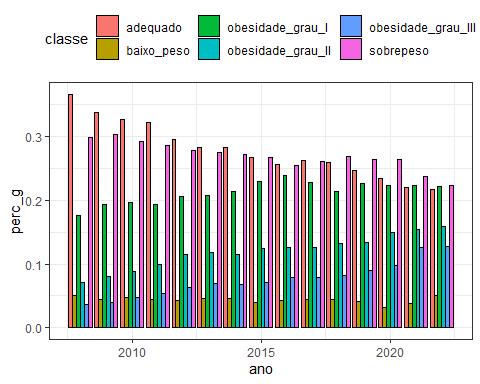 classe
adequado obesidade_grau_I obesidade_grau_III
baixo_peso obesidade_grau_II sobrepeso
0.3
0.2
0.1
0.0
perc_g
2010 2015 2020
ano